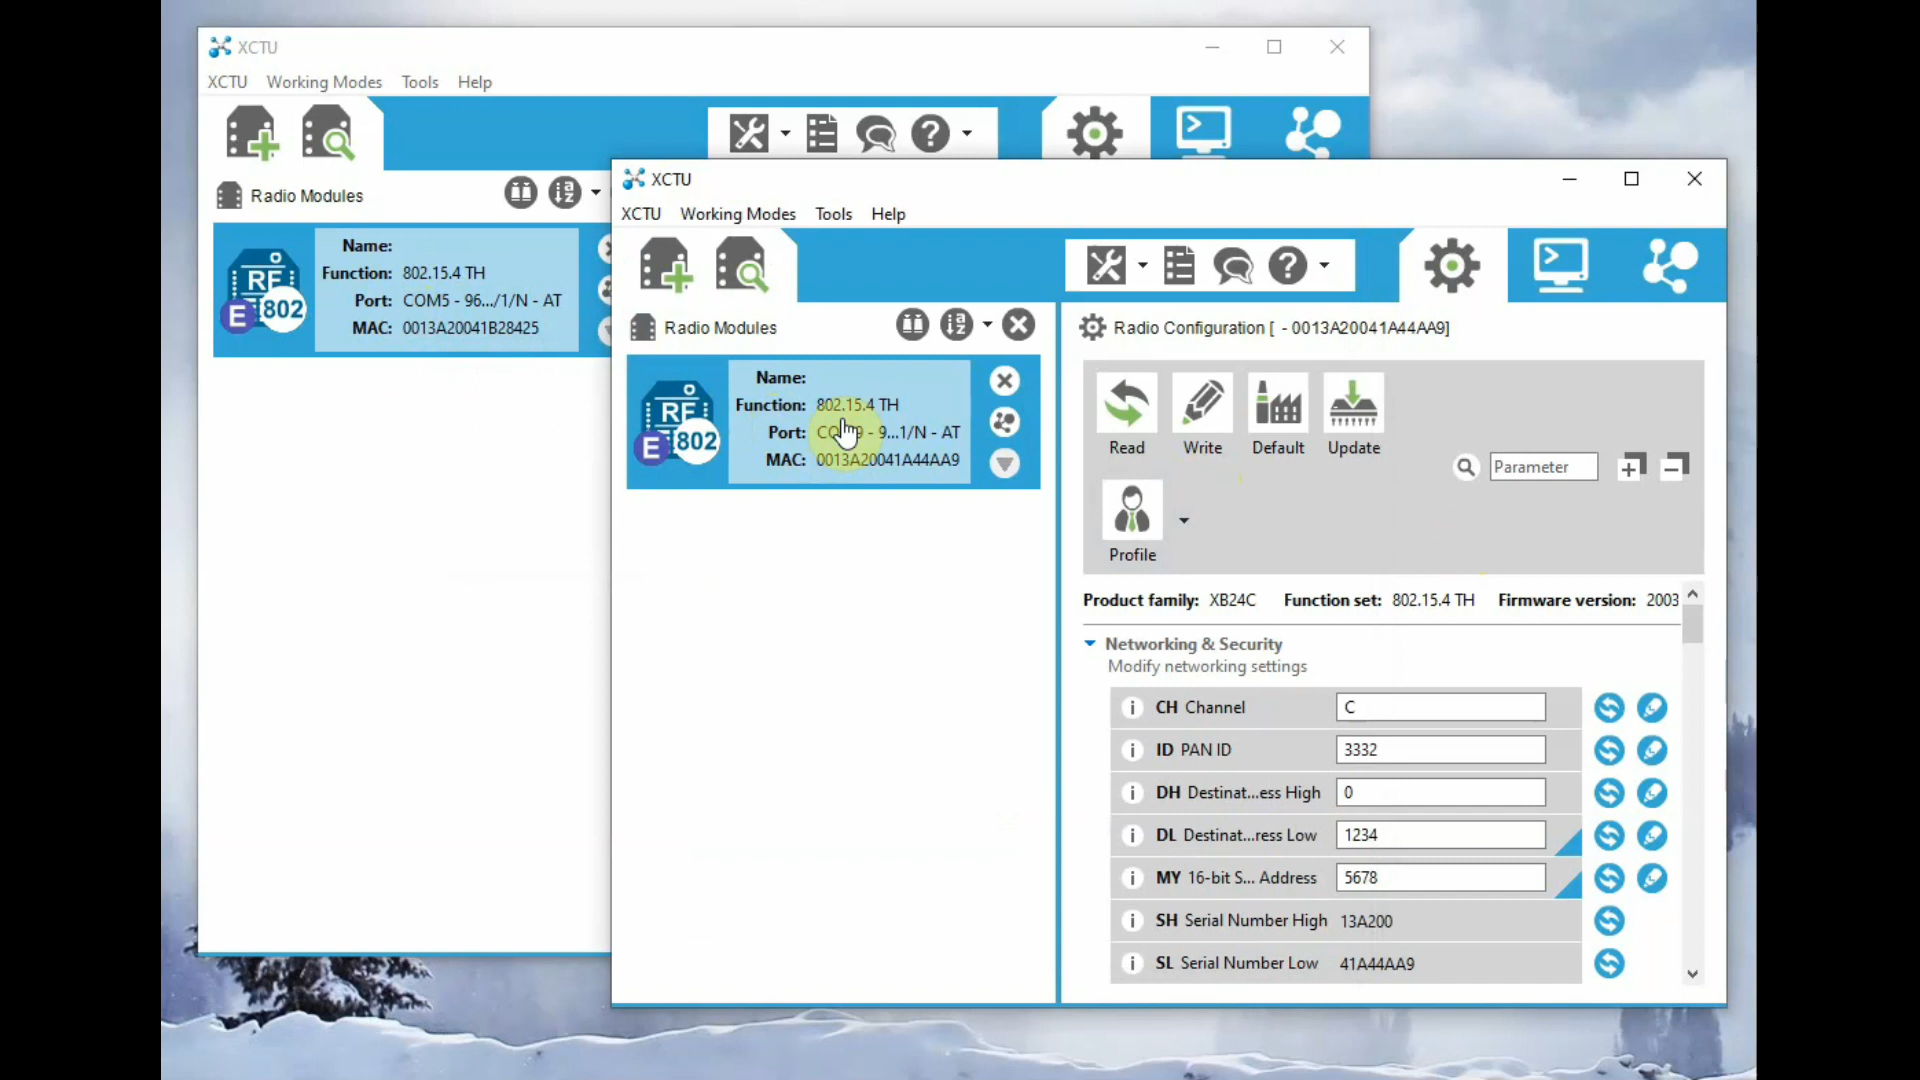 XCTU
XCTU Working Modes Tools Help
Radio Modules
Name:
Function: 802.15.4 TH
Port: COM5 - 96.../1/N - AT
MAC: 0013A20041B28425
RF
E 802
XCTU
XCTU Working Modes Tools Help
Radio Modules
Name:
Function: 802.15.4 TH
Port: - 9...1/N - AT
MAC: 0013A20041A44AA9
RF
E 802
Radio Configuration [ - 0013A20041A44AA9]
Read Write Default Update
Parameter
Profile
Product family: XB24C Function set: 802.15.4 TH Firmware version: 2003
Networking & Security
Modify networking settings
i CH Channel C
i ID PAN ID 3332
i DH Destinat...ess High 0
i DL Destinat...ress Low 1234
i MY 16-bit S... Address 5678
i SH Serial Number High 13A200
i SL Serial Number Low 41A44AA9